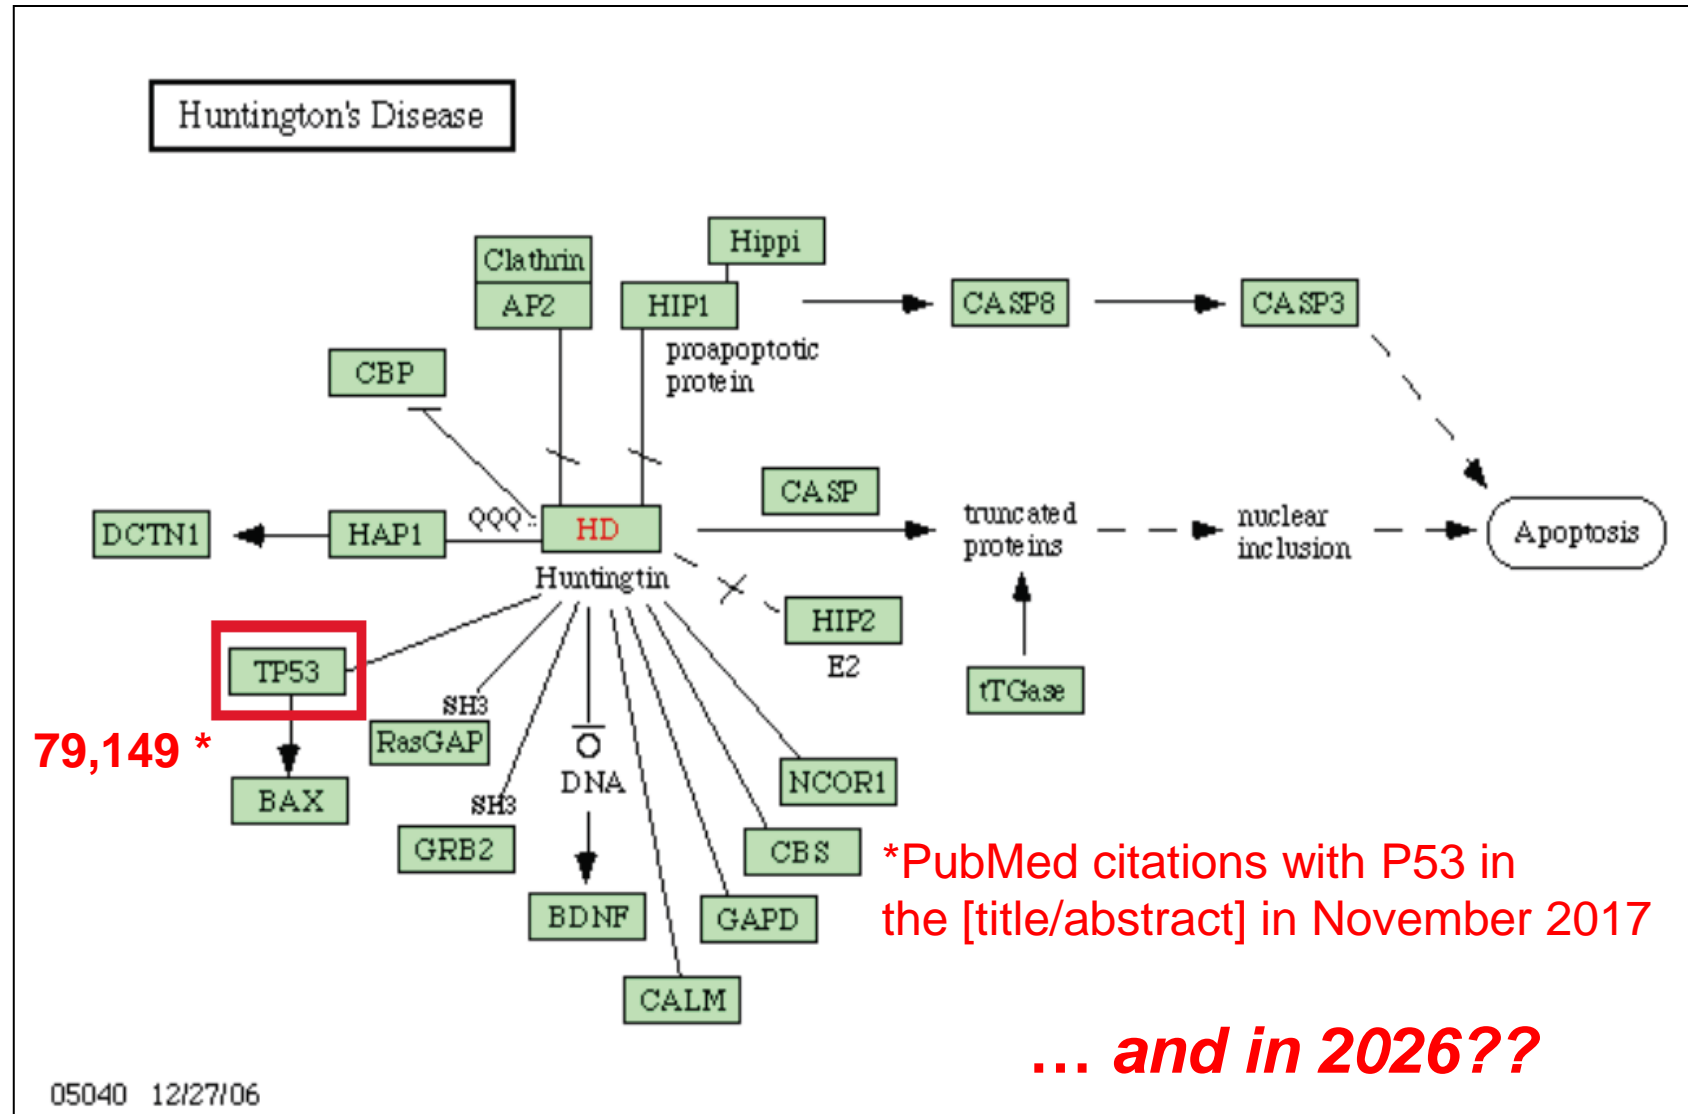 Huntington's Disease
Hippi
Clathrin
AP2
HIP1
CASP8
CASP3
proapoptotic
protein
CBP
CASP
DCTN1
HAP1
QQQ::
HD
truncated
proteins
nuclear
inclusion
Apoptosis
Huntingtin
HIP2
E2
TP53
tTGase
SH3
79,149 *
RasGAP
DNA
NCOR1
BAX
SH3
GRB2
CBS
*PubMed citations with P53 in
the [title/abstract] in November 2017
BDNF
GAPD
CALM
... and in 2026??
05040 12/27/06